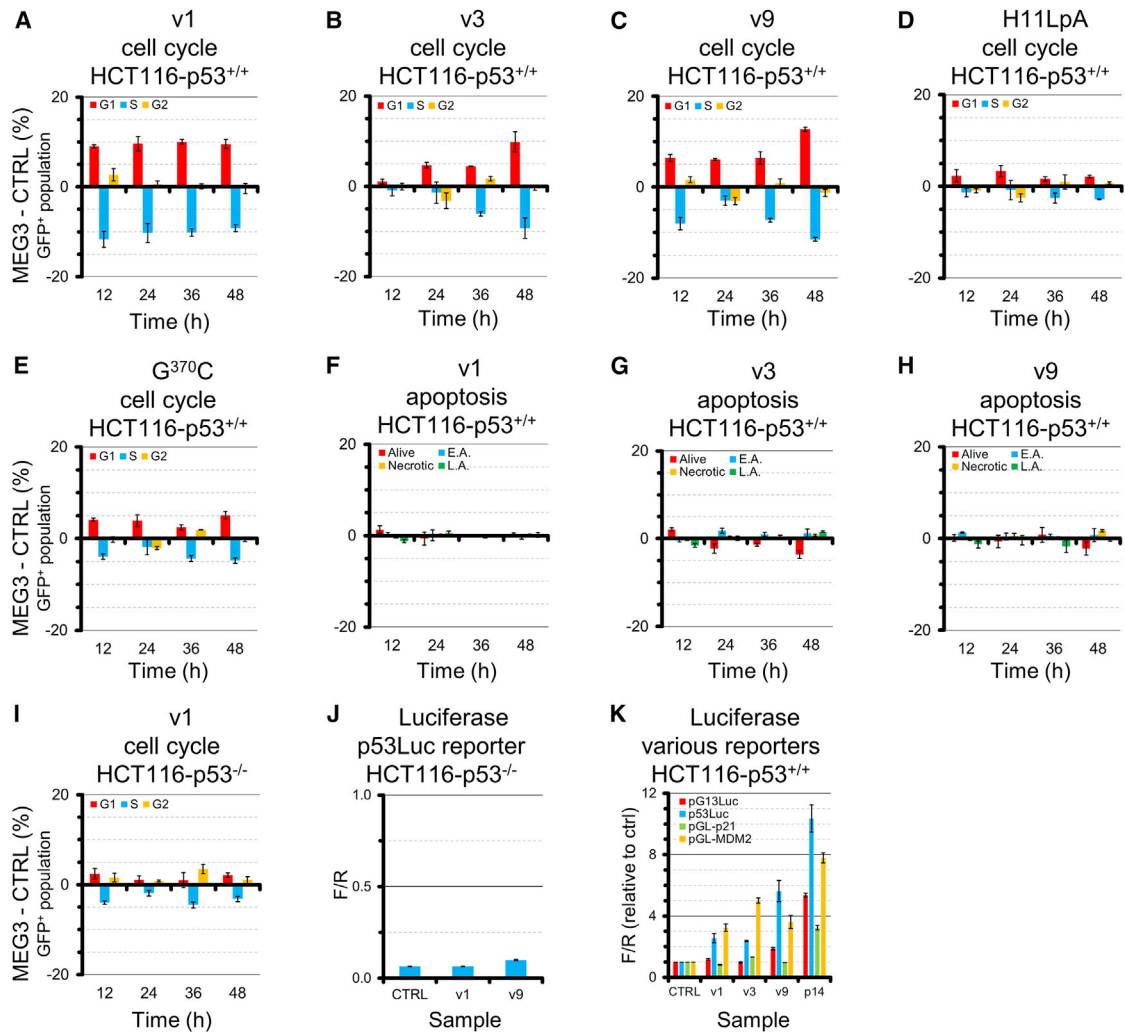 A
v1
cell cycle
HCT116-p53+/+
MEG3 - CTRL (%)
GFP+ population
20
0
-20
G1 S G2
12 24 36 48
Time (h)
B
v3
cell cycle
HCT116-p53+/+
20
0
-20
G1 S G2
12 24 36 48
Time (h)
C
v9
cell cycle
HCT116-p53+/+
20
0
-20
G1 S G2
12 24 36 48
Time (h)
D
H11LpA
cell cycle
HCT116-p53+/+
20
0
-20
G1 S G2
12 24 36 48
Time (h)
E
G370C
cell cycle
HCT116-p53+/+
MEG3 - CTRL (%)
GFP+ population
20
0
-20
G1 S G2
12 24 36 48
Time (h)
F
v1
apoptosis
HCT116-p53+/+
20
0
-20
Alive E.A.
Necrotic L.A.
12 24 36 48
Time (h)
G
v3
apoptosis
HCT116-p53+/+
20
0
-20
Alive E.A.
Necrotic L.A.
12 24 36 48
Time (h)
H
v9
apoptosis
HCT116-p53+/+
20
0
-20
Alive E.A.
Necrotic L.A.
12 24 36 48
Time (h)
I
v1
cell cycle
HCT116-p53-/-
MEG3 - CTRL (%)
GFP+ population
20
0
-20
G1 S G2
12 24 36 48
Time (h)
J
Luciferase
p53Luc reporter
HCT116-p53-/-
F/R
1.0
0.5
0.0
CTRL v1 v9
Sample
K
Luciferase
various reporters
HCT116-p53+/+
F/R (relative to ctrl)
12
10
8
6
4
2
0
pG13Luc
p53Luc
pGL-p21
pGL-MDM2
CTRL v1 v3 v9 p14
Sample